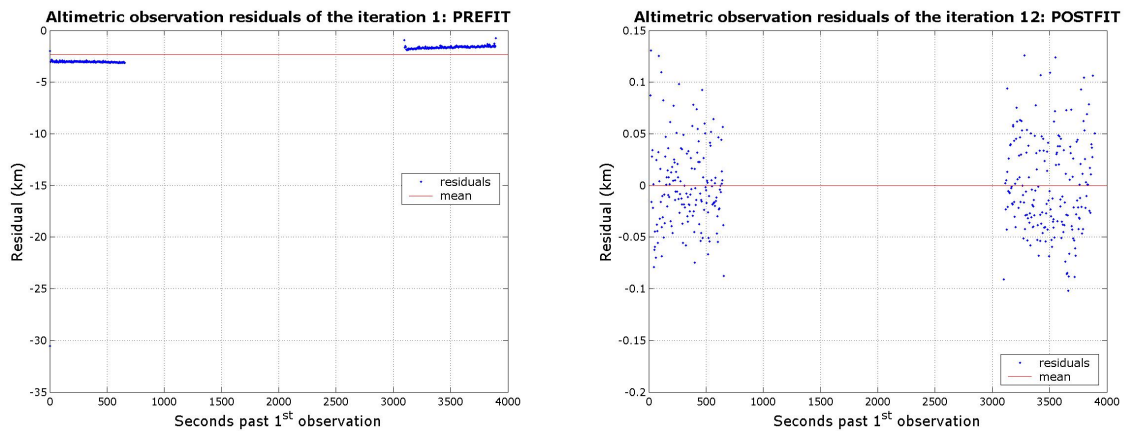 Altimetric observation residuals of the iteration 1: PREFIT
0
-5
-10
-15
-20
-25
-30
-35
Residual (km)
residuals
mean
0 500 1000 1500 2000 2500 3000 3500 4000
Seconds past 1st observation
Altimetric observation residuals of the iteration 12: POSTFIT
0.15
0.1
0.05
0
-0.05
-0.1
-0.15
-0.2
Residual (km)
residuals
mean
0 500 1000 1500 2000 2500 3000 3500 4000
Seconds past 1st observation